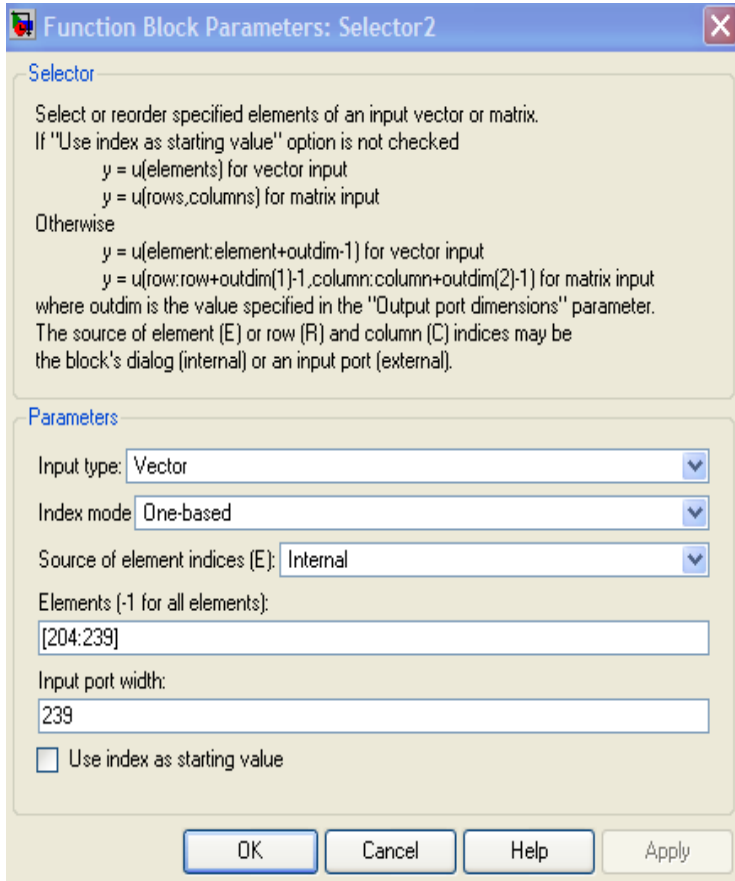 Function Block Parameters: Selector2
Selector
Select or reorder specified elements of an input vector or matrix.
If "Use index as starting value" option is not checked
y = u(elements) for vector input
y = u(rows,columns) for matrix input
Otherwise
y = u(element:element+outdim-1) for vector input
y = u(row:row+outdim(1)-1,column:column+outdim(2)-1) for matrix input
where outdim is the value specified in the "Output port dimensions" parameter.
The source of element (E) or row (R) and column (C) indices may be
the block's dialog (internal) or an input port (external).
Parameters
Input type: Vector
Index mode One-based
Source of element indices (E): Internal
Elements (-1 for all elements):
[204:239]
Input port width:
239
Use index as starting value
OK Cancel Help Apply